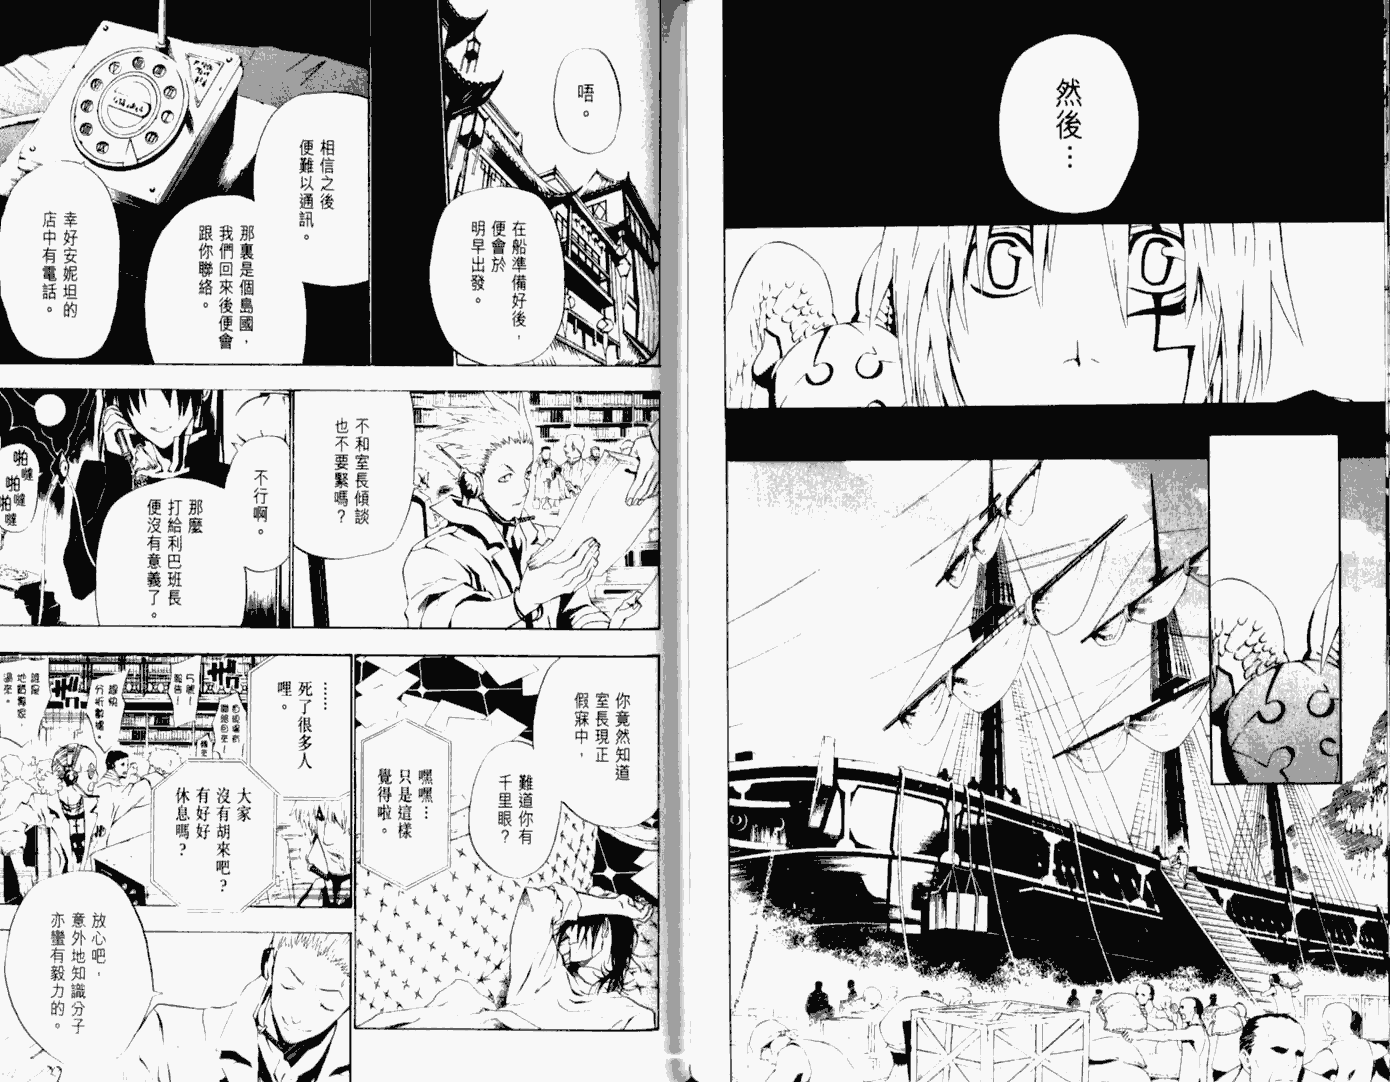 然後…
唔。
在船準備好後，
便會於
明早出發。
相信之後
便難以通訊。
那裏是個島國，
我們回來後便會
跟你聯絡。
幸好安妮坦的
店中有電話。
不和室長傾談
也不要緊嗎？
不行啊。
那麼
打給利巴班長
便沒有意義了。
啪噠
啪噠
啪噠
你竟然知道
室長現正
假寐中，
難道你有
千里眼？
嘿嘿…
只是這樣
覺得啦。
……
死了很多人
哩。
大家
沒有胡來吧？
有好好
休息嗎？
放心吧，
意外地知識分子
亦蠻有毅力的。